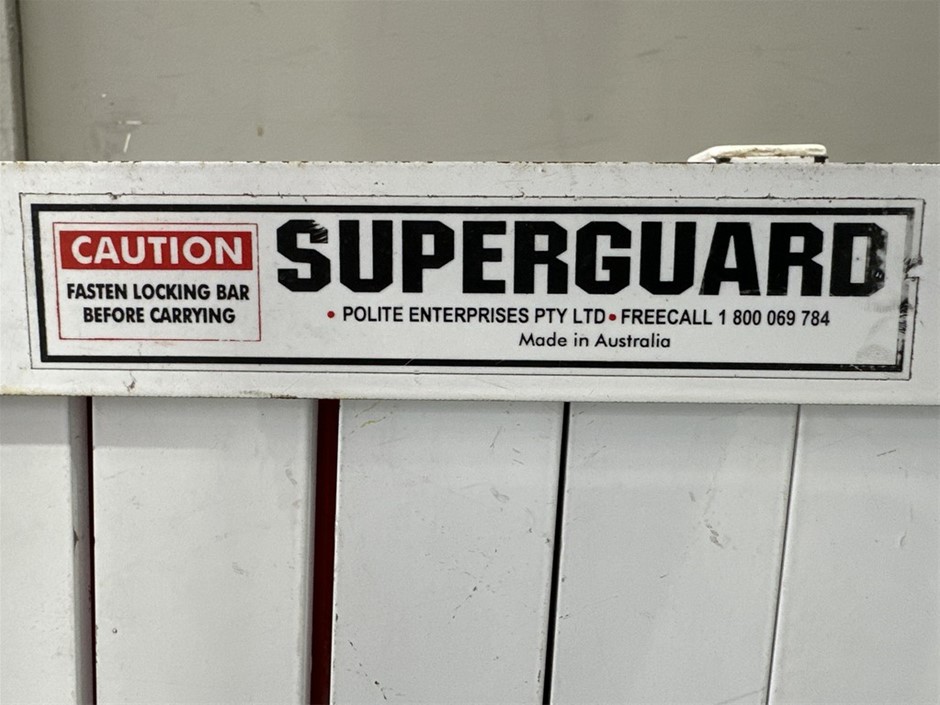 CAUTION
FASTEN LOCKING BAR
BEFORE CARRYING
SUPERGUARD
• POLITE ENTERPRISES PTY LTD • FREECALL 1 800 069 784
Made in Australia